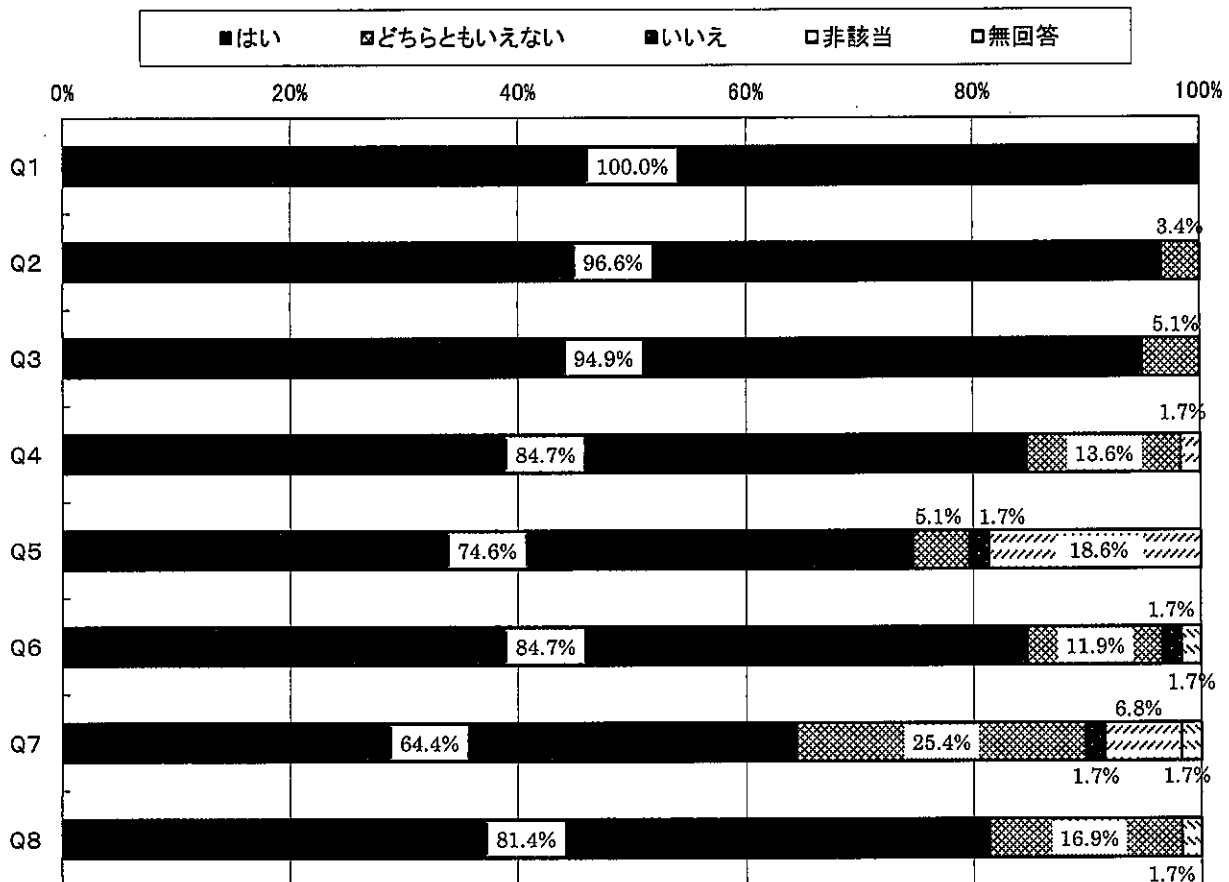 ■はい ▩どちらともいえない ■いいえ □非該当 □無回答
0% 20% 40% 60% 80% 100%
Q1 100.0%
3.4%
Q2 96.6%
5.1%
Q3 94.9%
1.7%
Q4 84.7% 13.6%
5.1% 1.7%
Q5 74.6% 18.6%
1.7%
Q6 84.7% 11.9%
1.7%
6.8%
Q7 64.4% 25.4%
1.7% 1.7%
Q8 81.4% 16.9%
1.7%